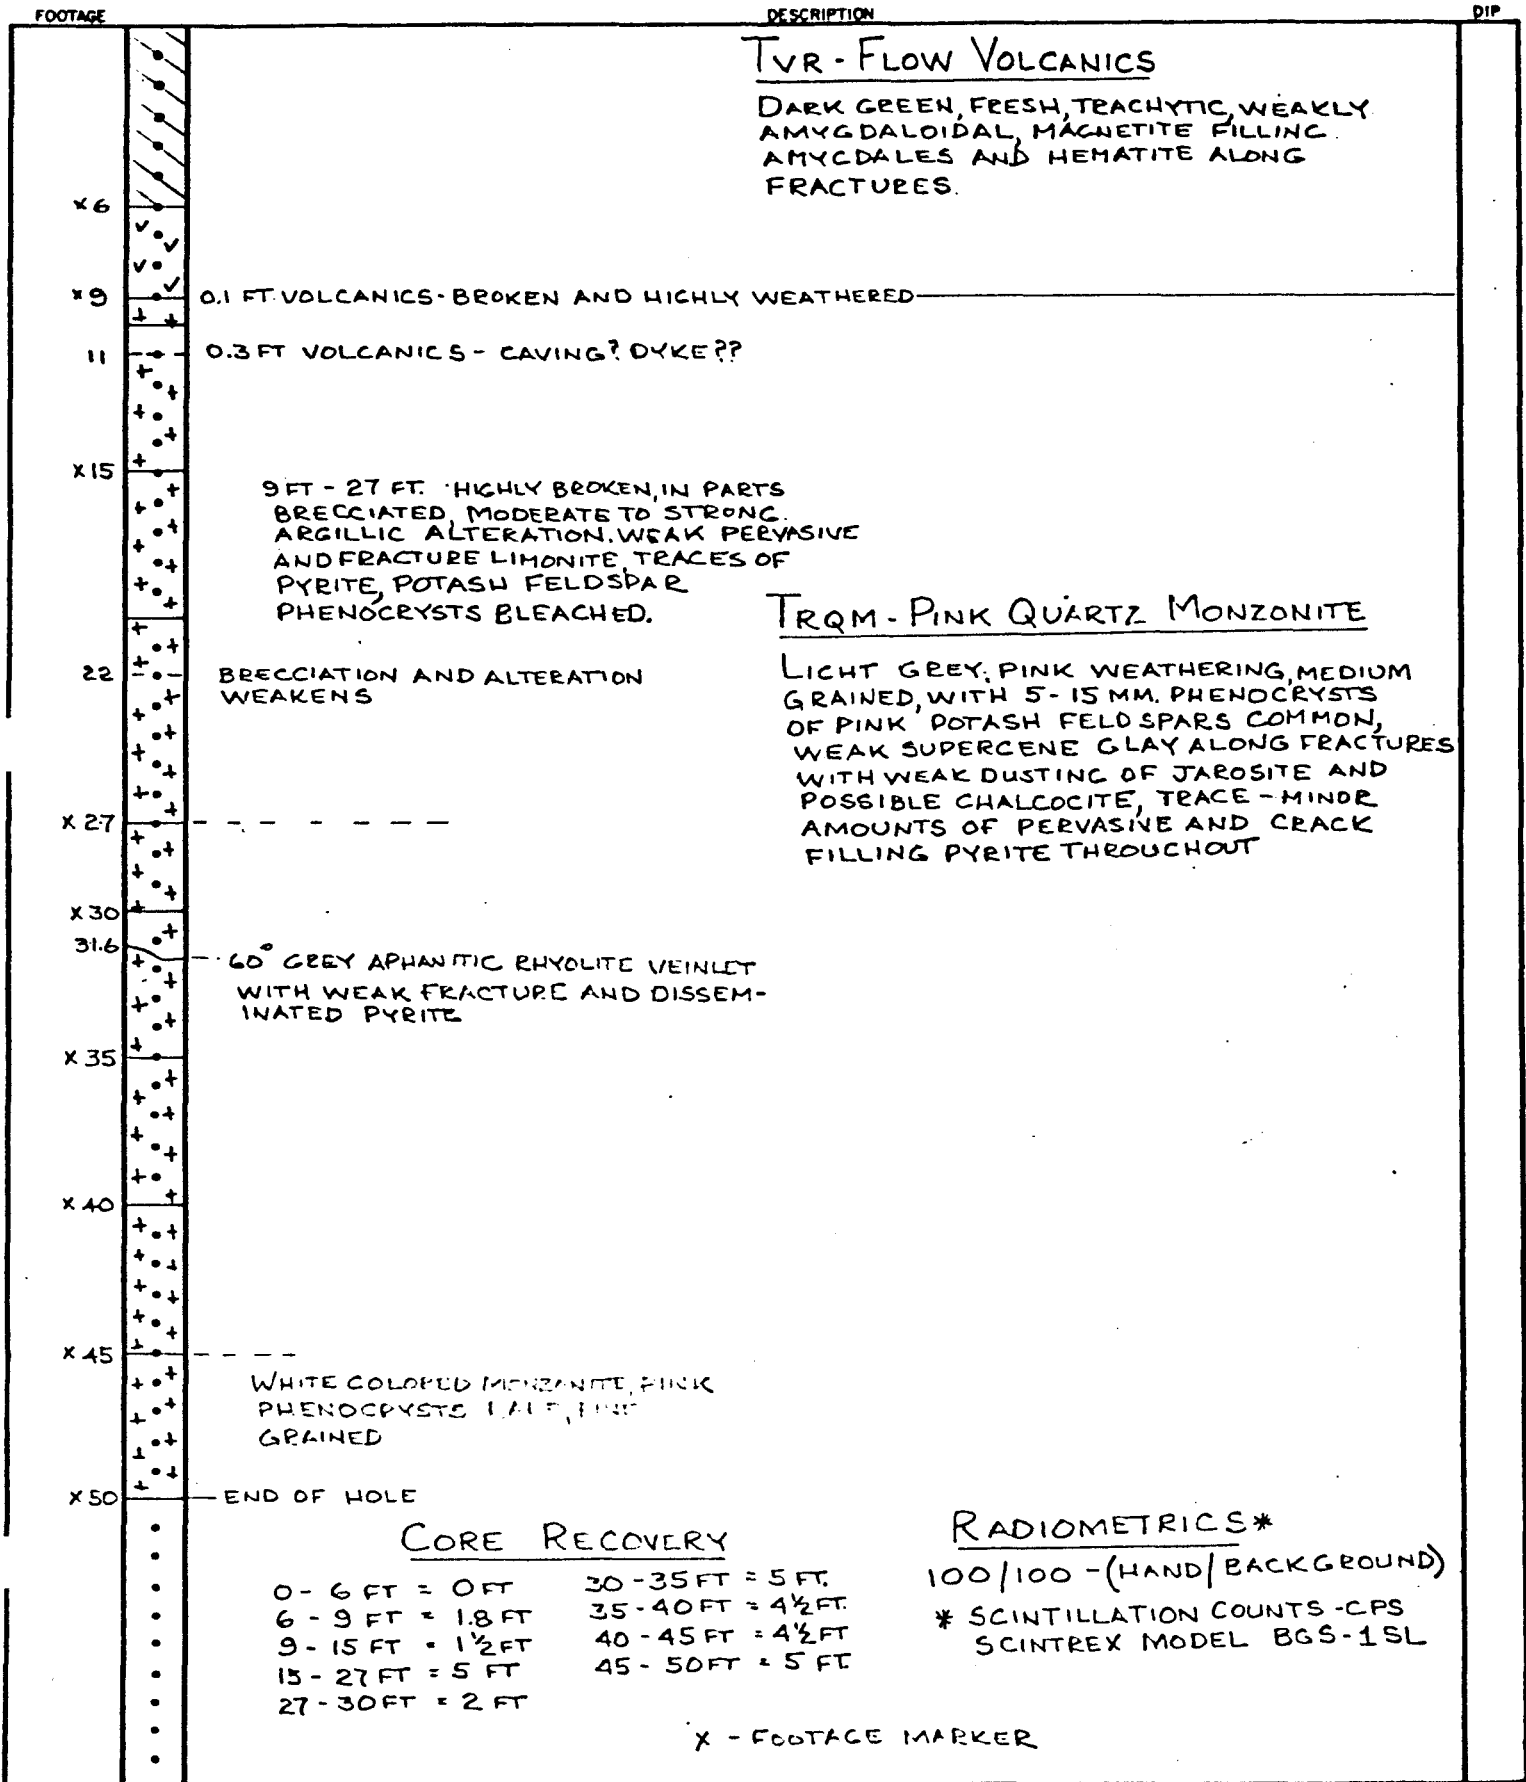 FOOTAGE DESCRIPTION DIP
TVR - FLOW VOLCANICS
DARK GREEN, FRESH, TRACHYTIC, WEAKLY
AMYGDALOIDAL, MAGNETITE FILLING
AMYGDALES AND HEMATITE ALONG
FRACTURES.
x 6
x 9 0.1 FT. VOLCANICS - BROKEN AND HIGHLY WEATHERED
11 0.3 FT VOLCANICS - CAVING? DYKE??
x 15
9 FT - 27 FT. HIGHLY BROKEN, IN PARTS
BRECCIATED, MODERATE TO STRONG
ARGILLIC ALTERATION. WEAK PERVASIVE
AND FRACTURE LIMONITE, TRACES OF
PYRITE, POTASH FELDSPAR
PHENOCRYSTS BLEACHED.
TRQM - PINK QUARTZ MONZONITE
LIGHT GREY, PINK WEATHERING, MEDIUM
GRAINED, WITH 5 - 15 MM. PHENOCRYSTS
OF PINK POTASH FELDSPARS COMMON,
WEAK SUPERGENE CLAY ALONG FRACTURES
WITH WEAK DUSTING OF JAROSITE AND
POSSIBLE CHALCOCITE, TRACE - MINOR
AMOUNTS OF PERVASIVE AND CRACK
FILLING PYRITE THROUGHOUT
22 BRECCIATION AND ALTERATION
WEAKENS
x 27
x 30
31.6 60° GREY APHANITIC RHYOLITE VEINLET
WITH WEAK FRACTURE AND DISSEM-
INATED PYRITE
x 35
x 40
x 45
WHITE COLORED MONZANITE, PINK
PHENOCRYSTS
GRAINED
x 50 END OF HOLE
CORE RECOVERY
0 - 6 FT = 0 FT
6 - 9 FT = 1.8 FT
9 - 15 FT = 1½ FT
15 - 27 FT = 5 FT
27 - 30 FT = 2 FT
30 - 35 FT = 5 FT.
35 - 40 FT = 4½ FT.
40 - 45 FT = 4½ FT
45 - 50 FT = 5 FT.
RADIOMETRICS*
100/100 - (HAND/BACKGROUND)
* SCINTILLATION COUNTS - CPS
SCINTREX MODEL BGS-1SL
X - FOOTAGE MARKER